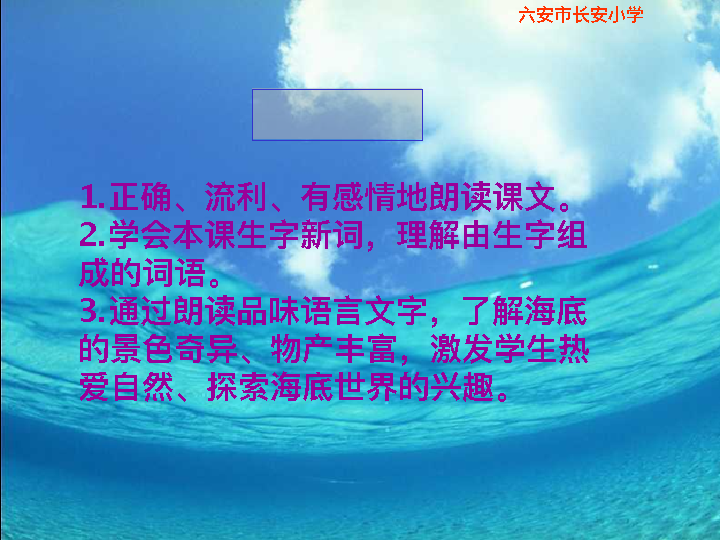 六安市长安小学
1.正确、流利、有感情地朗读课文。
2.学会本课生字新词，理解由生字组
成的词语。
3.通过朗读品味语言文字，了解海底
的景色奇异、物产丰富，激发学生热
爱自然、探索海底世界的兴趣。